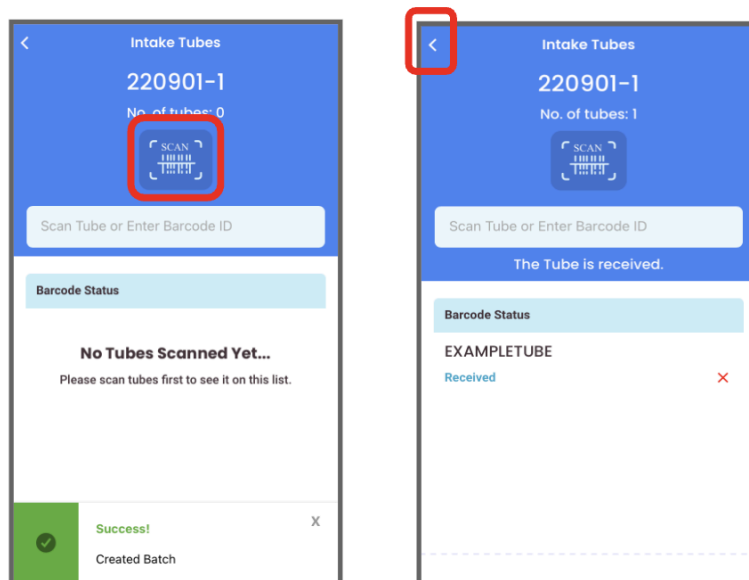 Intake Tubes
220901-1
No. of tubes: 0
SCAN
Scan Tube or Enter Barcode ID
Barcode Status
No Tubes Scanned Yet...
Please scan tubes first to see it on this list.
Success!
X
Created Batch
Intake Tubes
220901-1
No. of tubes: 1
SCAN
Scan Tube or Enter Barcode ID
The Tube is received.
Barcode Status
EXAMPLETUBE
Received